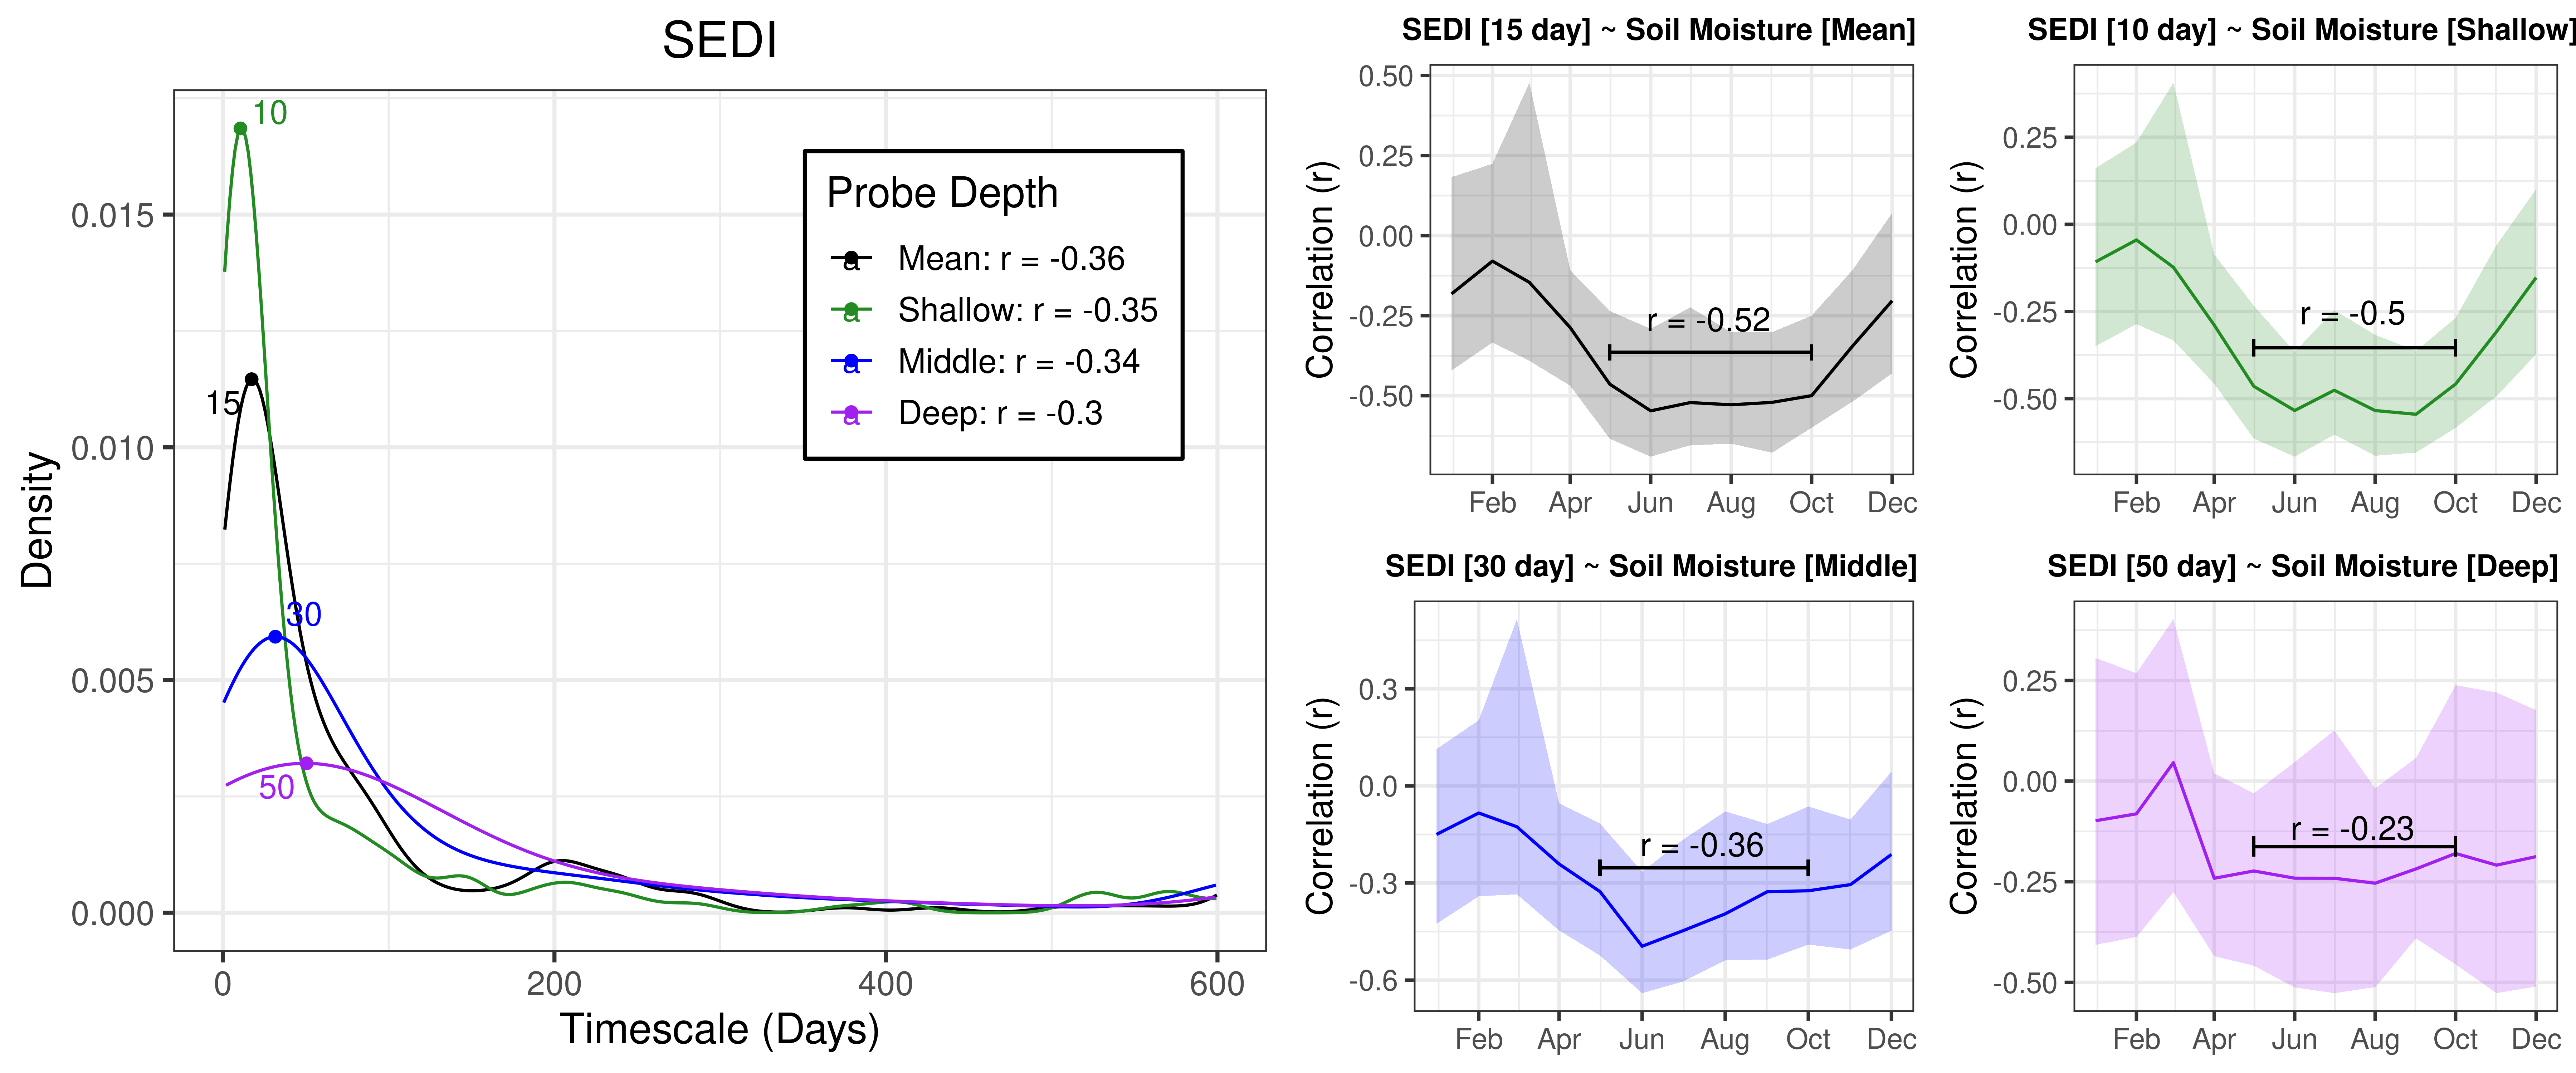 SEDI
Density
0.015
0.010
0.005
0.000
10
15
30
50
Probe Depth
a Mean: r = -0.36
a Shallow: r = -0.35
a Middle: r = -0.34
a Deep: r = -0.3
0 200 400 600
Timescale (Days)
SEDI [15 day] ~ Soil Moisture [Mean]
Correlation (r)
0.50
0.25
0.00
-0.25
-0.50
r = -0.52
Feb Apr Jun Aug Oct Dec
SEDI [10 day] ~ Soil Moisture [Shallow]
Correlation (r)
0.25
0.00
-0.25
-0.50
r = -0.5
Feb Apr Jun Aug Oct Dec
SEDI [30 day] ~ Soil Moisture [Middle]
Correlation (r)
0.3
0.0
-0.3
-0.6
r = -0.36
Feb Apr Jun Aug Oct Dec
SEDI [50 day] ~ Soil Moisture [Deep]
Correlation (r)
0.25
0.00
-0.25
-0.50
r = -0.23
Feb Apr Jun Aug Oct Dec